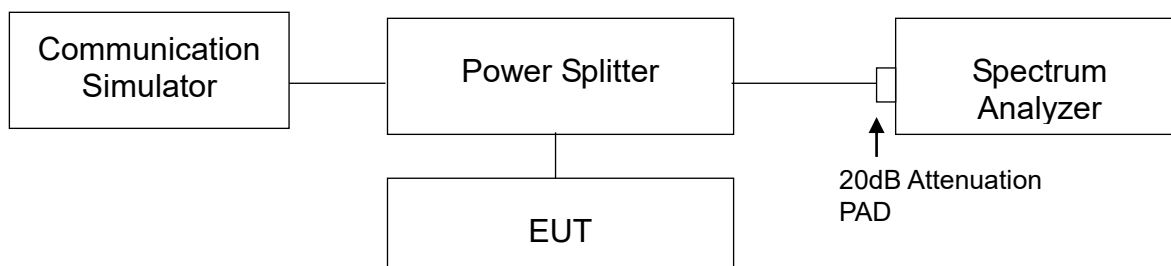 Communication
Simulator
Power Splitter
Spectrum
Analyzer
20dB Attenuation
PAD
EUT